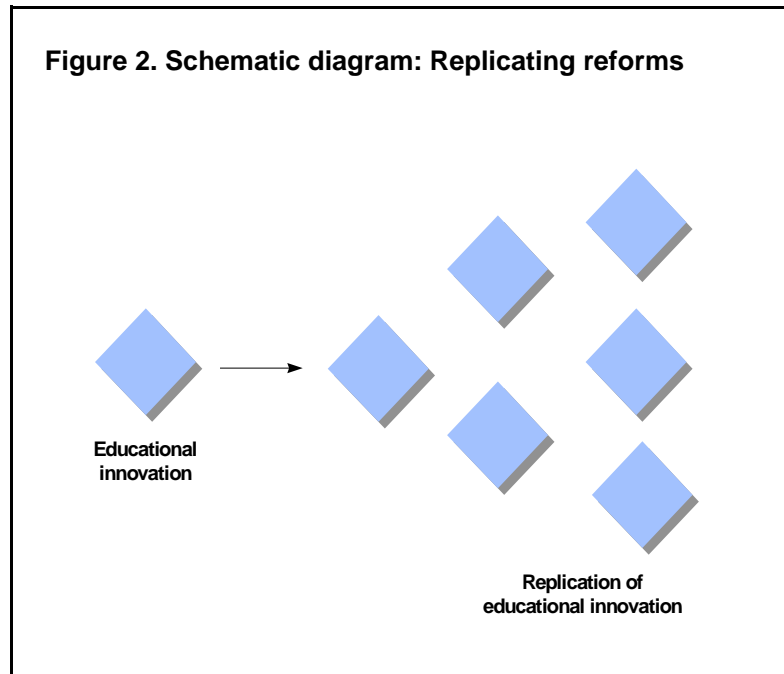 Figure 2. Schematic diagram: Replicating reforms
Educational
innovation
Replication of
educational innovation